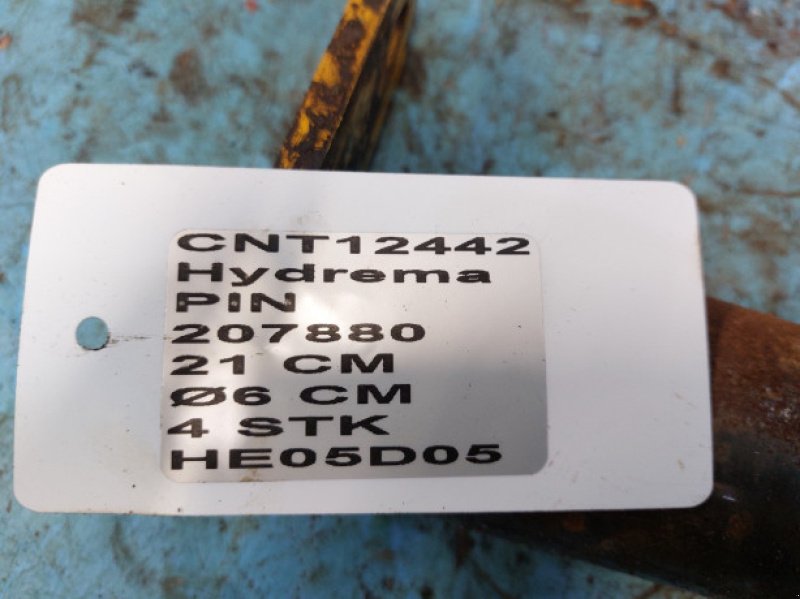 CNT12442
Hydrema
PIN
207880
21 CM
Ø6 CM
4 STK
HE05D05